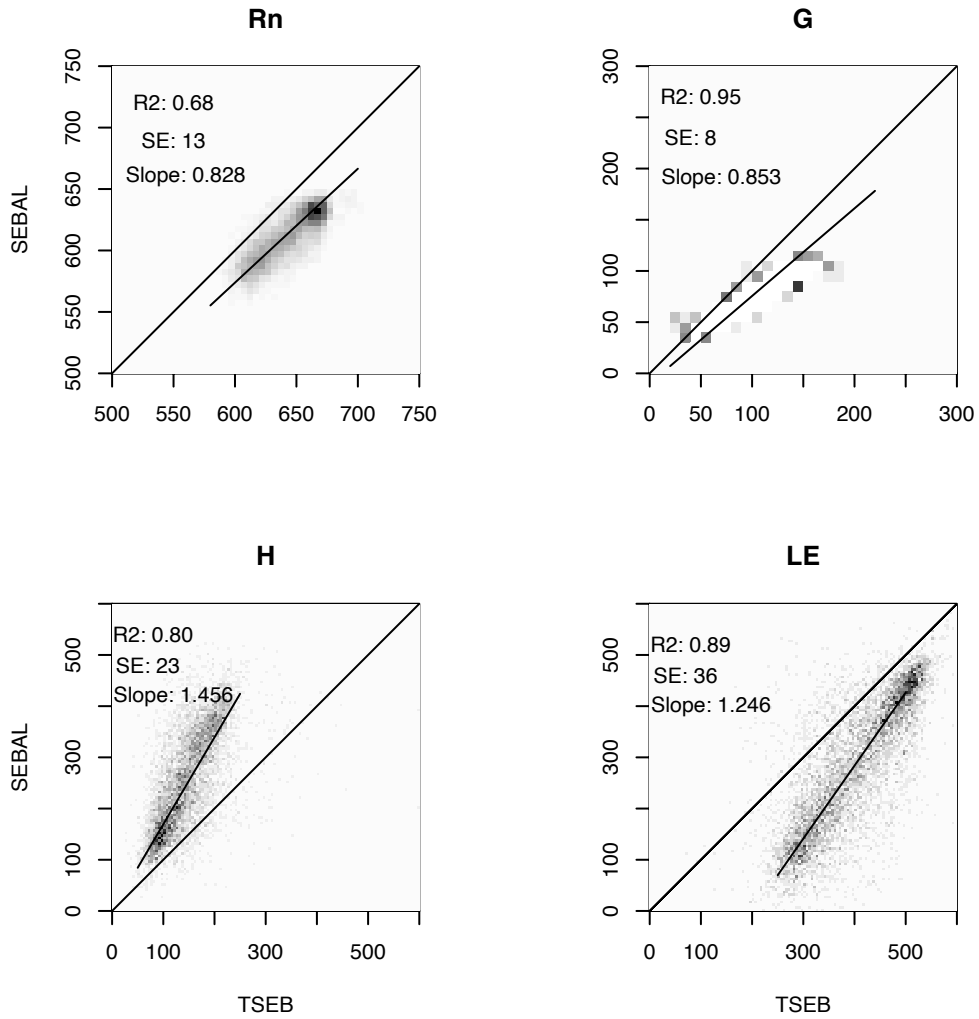 Rn
750
700
650
600
550
500
SEBAL
R2: 0.68
SE: 13
Slope: 0.828
500 550 600 650 700 750
G
300
200
100
50
0
R2: 0.95
SE: 8
Slope: 0.853
0 50 100 200 300
H
500
300
100
0
SEBAL
R2: 0.80
SE: 23
Slope: 1.456
0 100 300 500
TSEB
LE
500
300
100
0
R2: 0.89
SE: 36
Slope: 1.246
0 100 300 500
TSEB